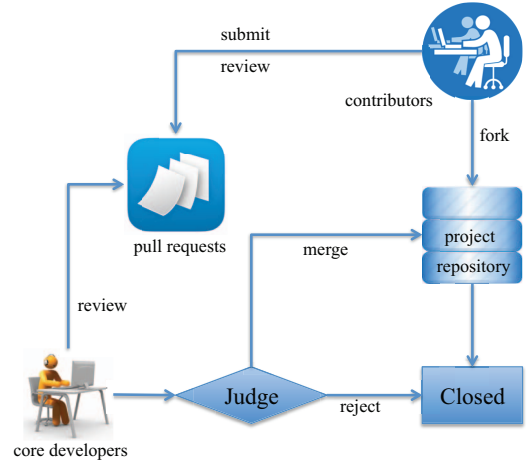 submit
review
contributors
fork
pull requests
project
merge
repository
review
Judge
reject
Closed
core developers